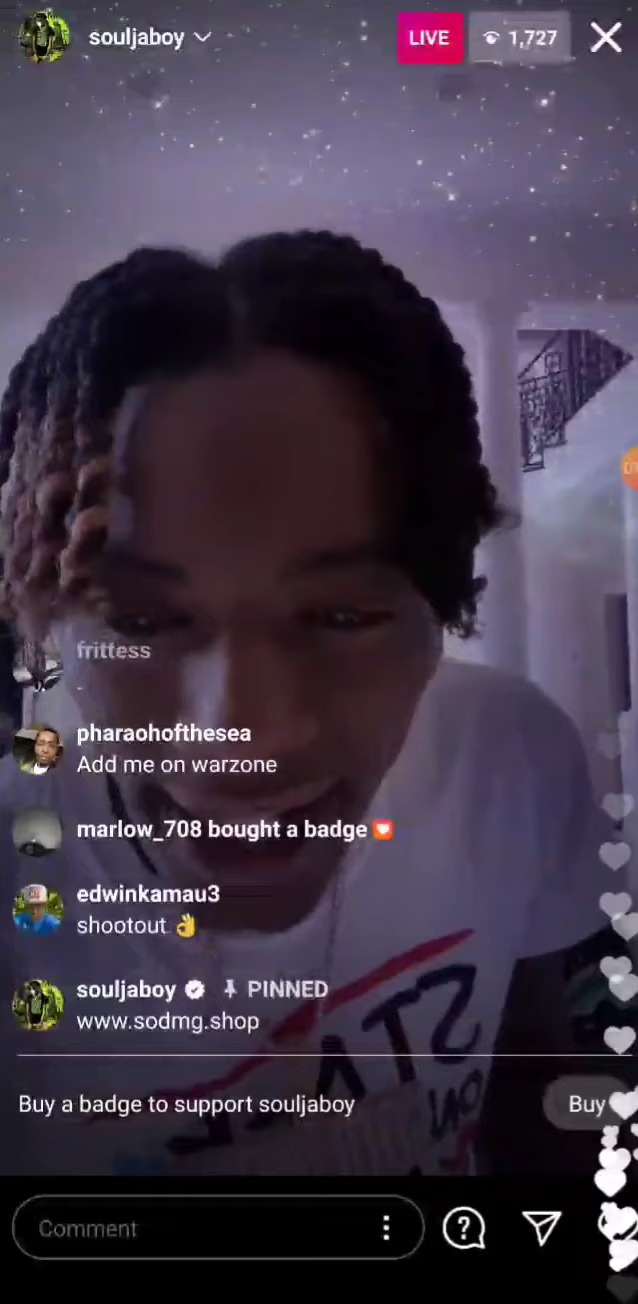 souljaboy
LIVE
1,727
frittess
-
pharaohofthesea
Add me on warzone
marlow_708 bought a badge
edwinkamau3
shootout 👌
souljaboy PINNED
www.sodmg.shop
Buy a badge to support souljaboy
Buy
Comment